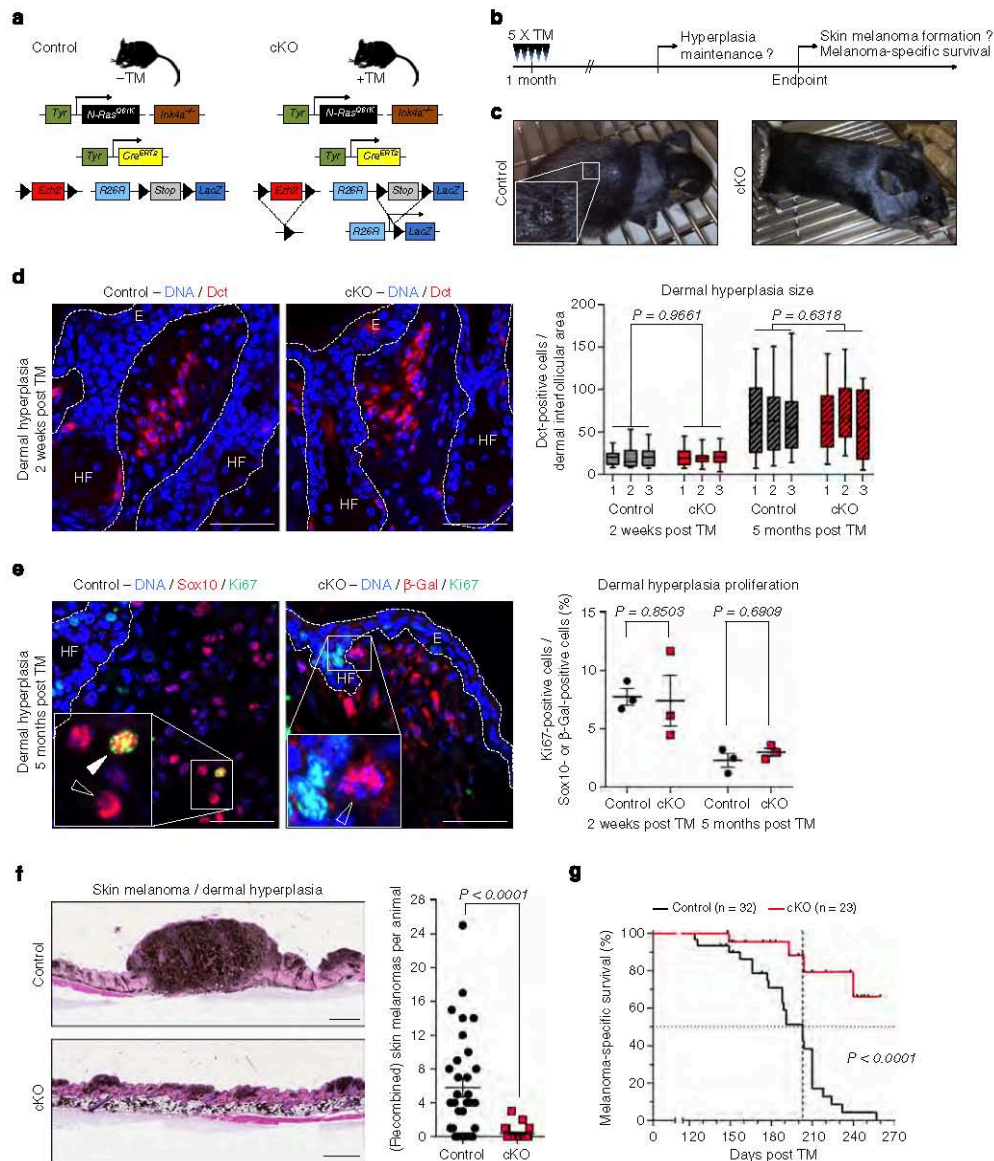 a
Control
cKO
–TM
+TM
Tyr
N-Ras^Q61K
Ink4a^-/-
Tyr
N-Ras^Q61K
Ink4a^-/-
Tyr
Cre^ERT2
Tyr
Cre^ERT2
Ezh2
R26R
Stop
LacZ
Ezh2
R26R
Stop
LacZ
R26R
LacZ
b
5 X TM
1 month
Hyperplasia
maintenance ?
Skin melanoma formation ?
Melanoma-specific survival
Endpoint
c
Control
cKO
d
Control – DNA / Dct
cKO – DNA / Dct
Dermal hyperplasia
2 weeks post TM
E
HF
HF
E
HF
HF
Dermal hyperplasia size
Dct-positive cells /
dermal interfollicular area
200
150
100
50
0
P = 0.9661
P = 0.6318
1 2 3 1 2 3 1 2 3 1 2 3
Control cKO Control cKO
2 weeks post TM 5 months post TM
e
Control – DNA / Sox10 / Ki67
cKO – DNA / β-Gal / Ki67
Dermal hyperplasia
5 months post TM
HF
E
HF
Dermal hyperplasia proliferation
Ki67-positive cells /
Sox10- or β-Gal-positive cells (%)
15
10
5
0
P = 0.8503
P = 0.6909
Control cKO Control cKO
2 weeks post TM 5 months post TM
f
Skin melanoma / dermal hyperplasia
Control
cKO
(Recombined) skin melanomas per animal
28
24
20
16
12
8
4
0
P < 0.0001
Control cKO
g
Control (n = 32) cKO (n = 23)
Melanoma-specific survival (%)
100
80
60
40
20
0
P < 0.0001
0 120 150 180 210 240 270
Days post TM